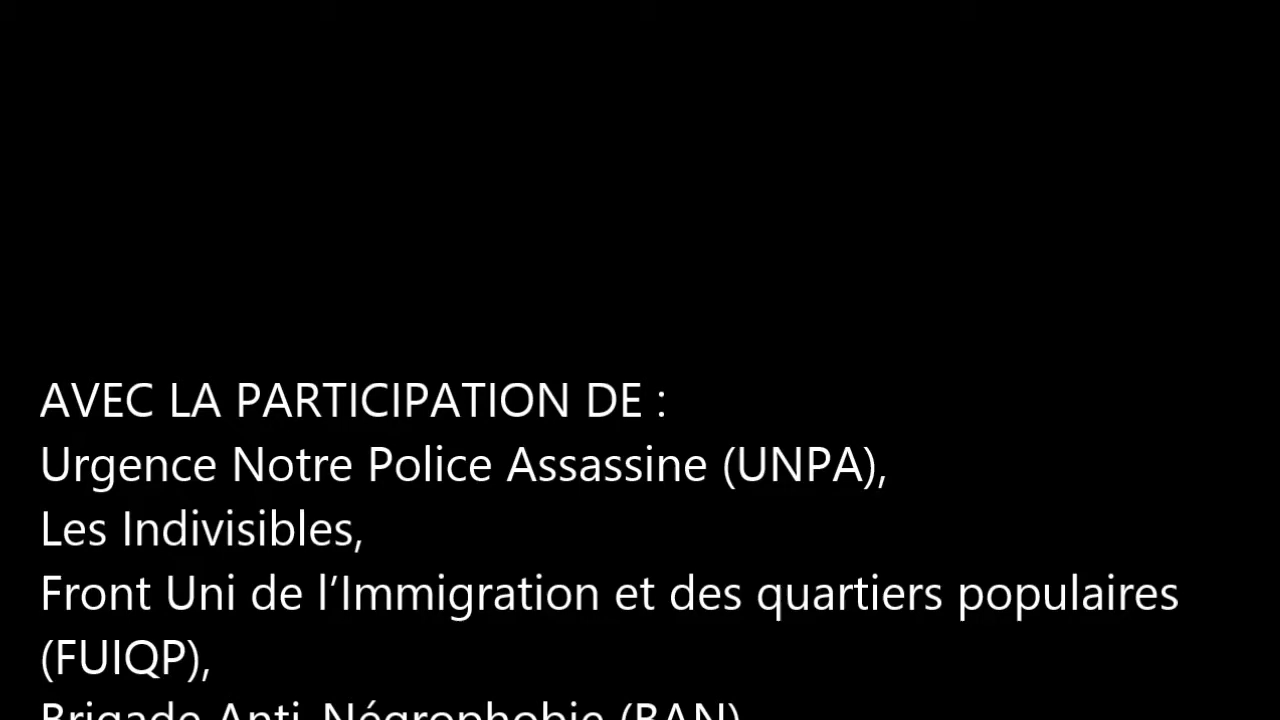 AVEC LA PARTICIPATION DE :
Urgence Notre Police Assassine (UNPA),
Les Indivisibles,
Front Uni de l’Immigration et des quartiers populaires
(FUIQP),
Brigade Anti-Négrophobie (BAN)